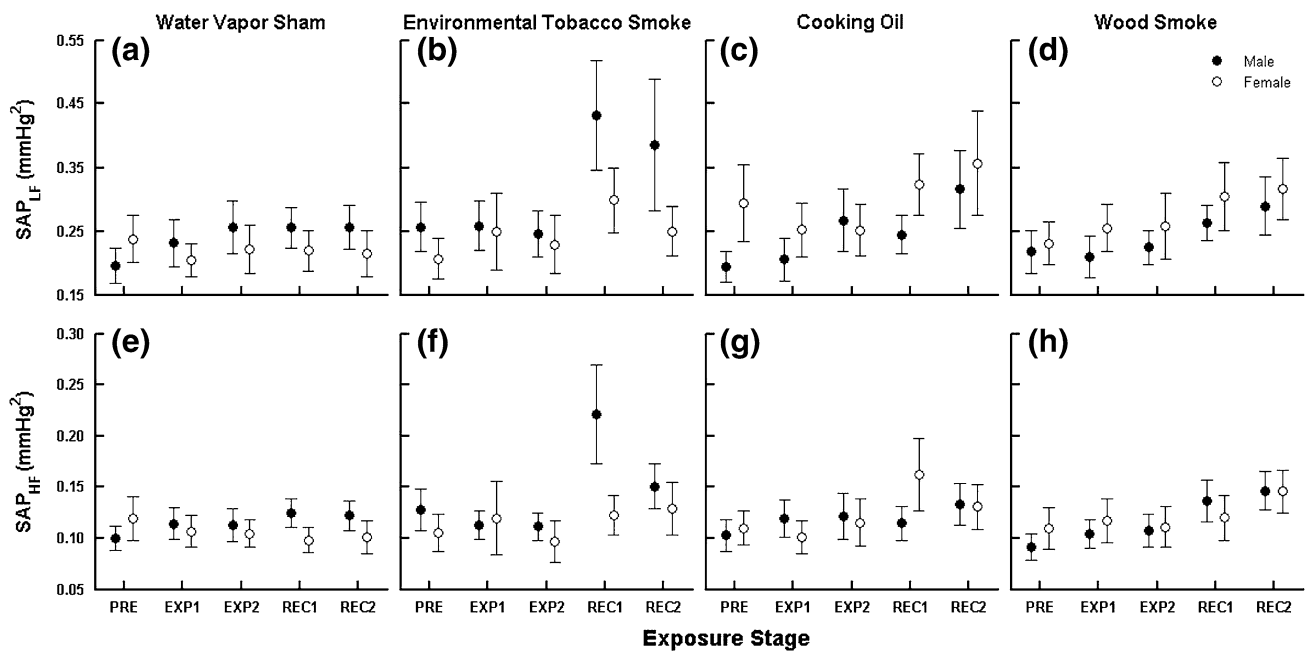 Water Vapor Sham Environmental Tobacco Smoke Cooking Oil Wood Smoke
(a) (b) (c) (d)
Male
Female
SAP_LF (mmHg²)
0.55
0.45
0.35
0.25
0.15
(e) (f) (g) (h)
SAP_HF (mmHg²)
0.30
0.25
0.20
0.15
0.10
0.05
PRE EXP1 EXP2 REC1 REC2 PRE EXP1 EXP2 REC1 REC2 PRE EXP1 EXP2 REC1 REC2 PRE EXP1 EXP2 REC1 REC2
Exposure Stage